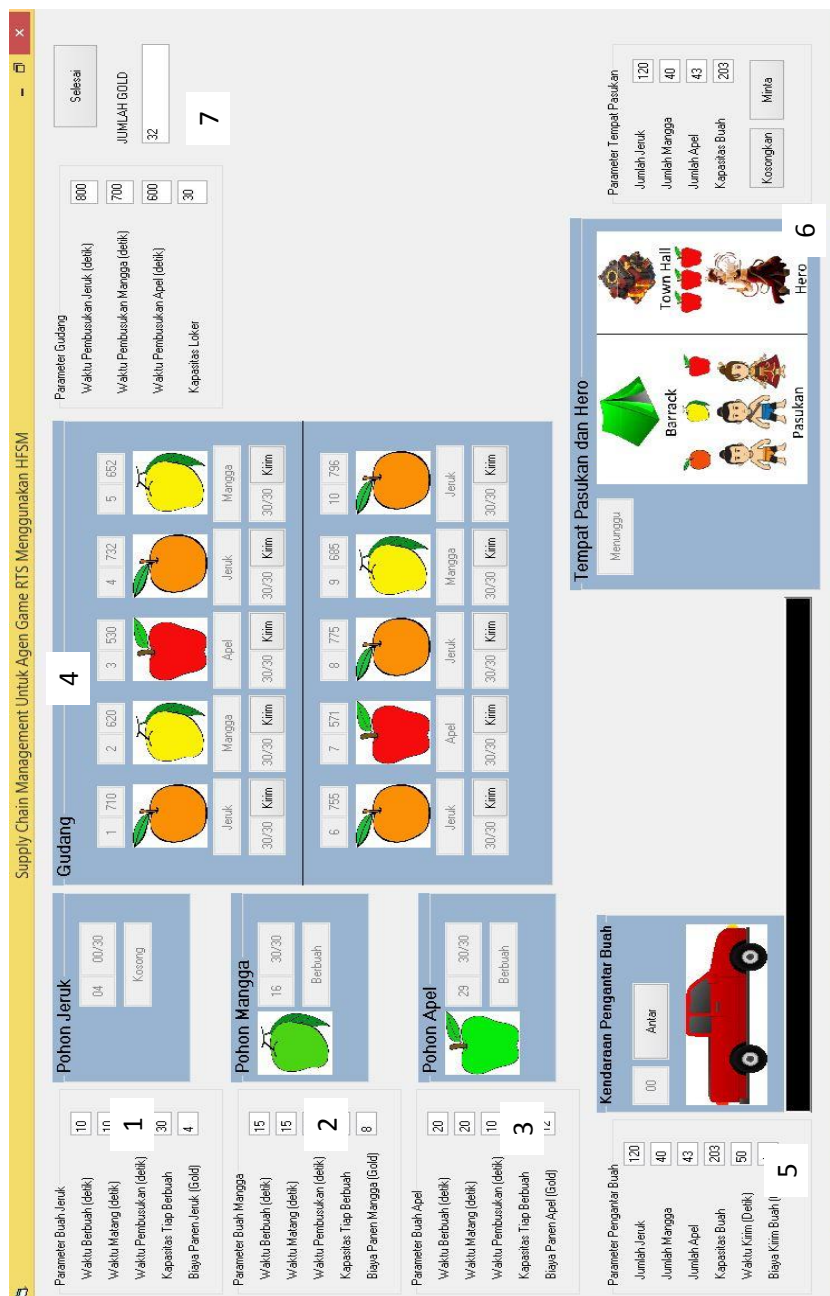 Supply Chain Management Untuk Agen Game RTS Menggunakan HFSM
Parameter Buah Jeruk
Waktu Berbuah (detik) 10
Waktu Matang (detik) 10
Waktu Pembusukan (detik)
Kapasitas Tiap Berbuah 30
Biaya Panen Jeruk (Gold) 4
1
Pohon Jeruk
04 00/30
Kosong
Parameter Buah Mangga
Waktu Berbuah (detik) 15
Waktu Matang (detik) 15
Waktu Pembusukan (detik)
Kapasitas Tiap Berbuah
Biaya Panen Mangga (Gold) 8
2
Pohon Mangga
16 30/30
Berbuah
Parameter Buah Apel
Waktu Berbuah (detik) 20
Waktu Matang (detik) 20
Waktu Pembusukan (detik) 10
Kapasitas Tiap Berbuah
Biaya Panen Apel (Gold)
3
Pohon Apel
29 30/30
Berbuah
Gudang
4
1 710 2 620 3 530 4 732 5 652
Jeruk Mangga Apel Jeruk Mangga
30/30 Kirim 30/30 Kirim 30/30 Kirim 30/30 Kirim 30/30 Kirim
6 755 7 571 8 775 9 685 10 796
Jeruk Apel Jeruk Mangga Jeruk
30/30 Kirim 30/30 Kirim 30/30 Kirim 30/30 Kirim 30/30 Kirim
Parameter Gudang
Waktu Pembusukan Jeruk (detik) 800
Waktu Pembusukan Mangga (detik) 700
Waktu Pembusukan Apel (detik) 600
Kapasitas Loker 30
Selesai
JUMLAH GOLD
32
7
Parameter Pengantar Buah
Jumlah Jeruk 120
Jumlah Mangga 40
Jumlah Apel 43
Kapasitas Buah 203
Waktu Kirim (Detik) 50
Biaya Kirim Buah
5
Kendaraan Pengantar Buah
00 Antar
Tempat Pasukan dan Hero
Menunggu
Barrack
Pasukan
Town Hall
Hero
6
Parameter Tempat Pasukan
Jumlah Jeruk 120
Jumlah Mangga 40
Jumlah Apel 43
Kapasitas Buah 203
Kosongkan Minta